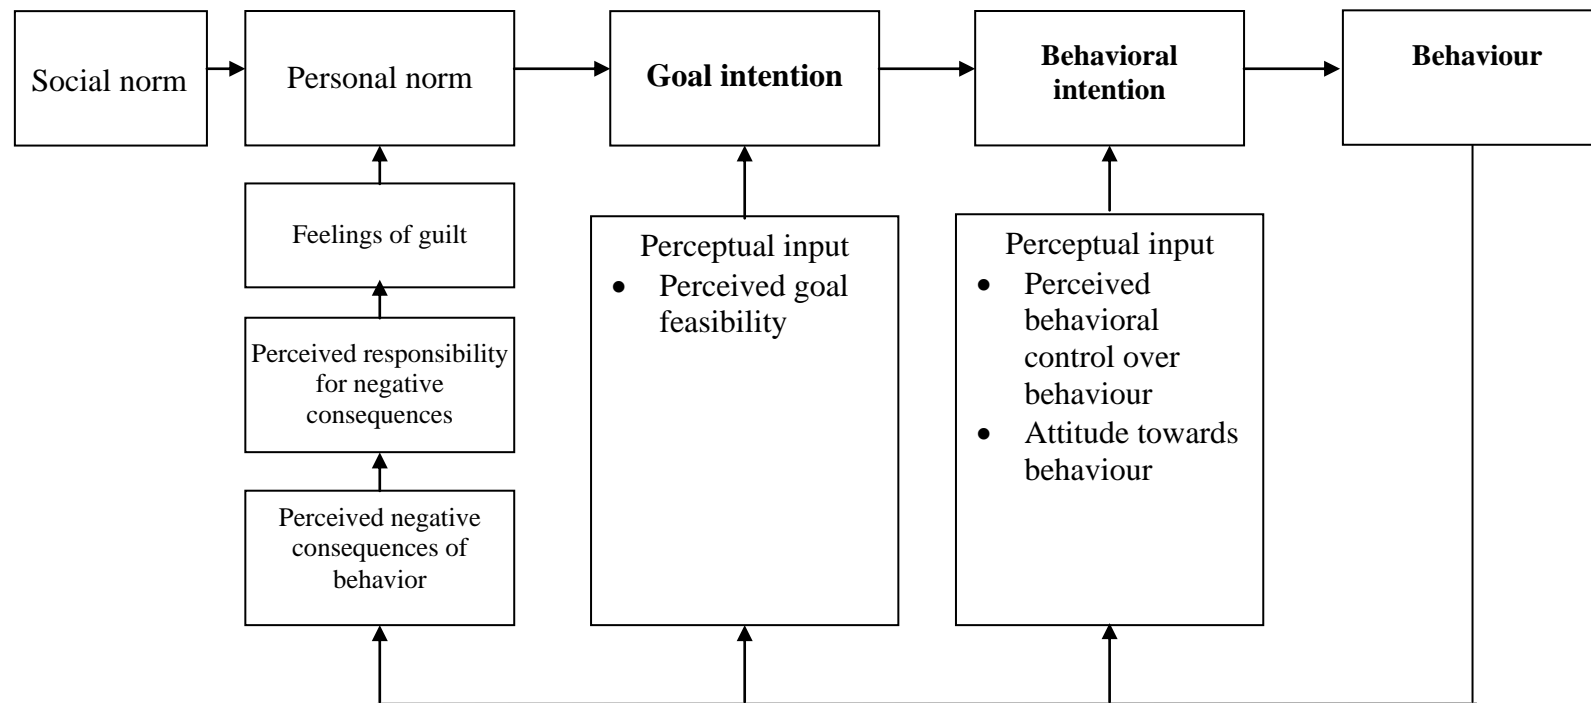 Social norm
Personal norm
Goal intention
Behavioral
intention
Behaviour
Feelings of guilt
Perceived responsibility
for negative
consequences
Perceived negative
consequences of
behavior
Perceptual input
• Perceived goal
feasibility
Perceptual input
• Perceived
behavioral
control over
behaviour
• Attitude towards
behaviour